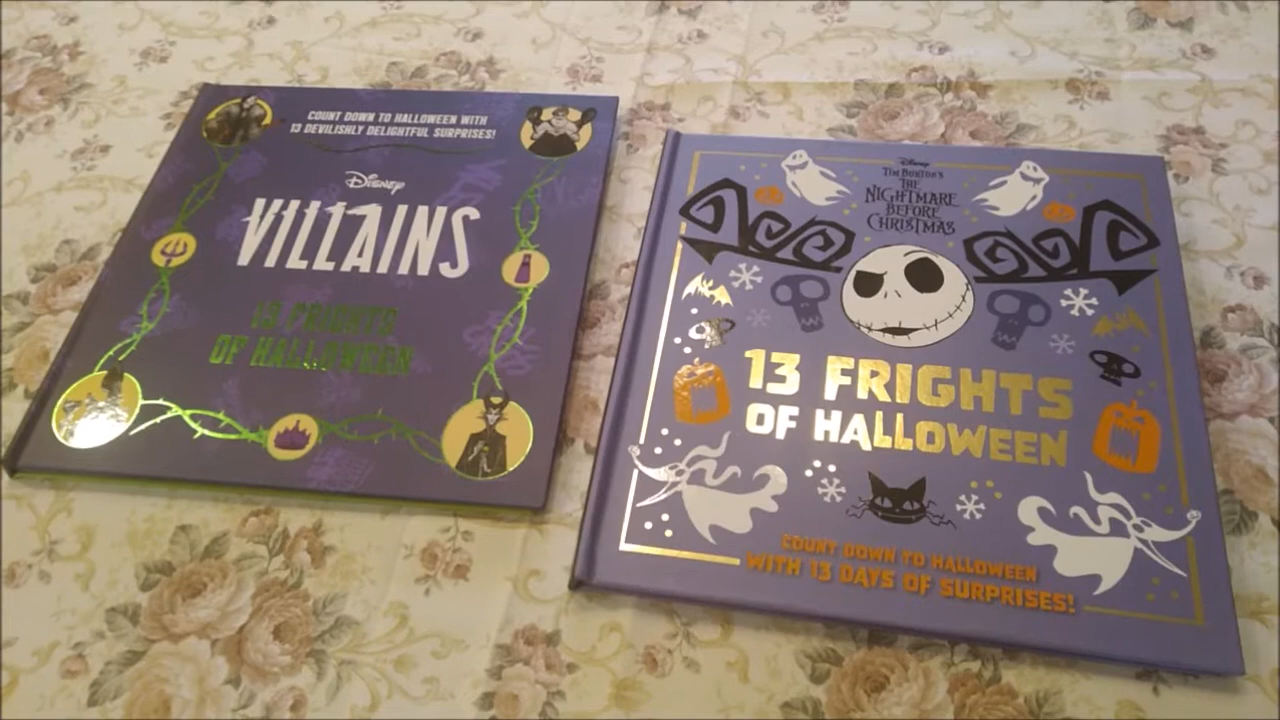 COUNT DOWN TO HALLOWEEN WITH
13 DEVILISHLY DELIGHTFUL SURPRISES!
Disney
VILLAINS
13 FRIGHTS
OF HALLOWEEN
Disney
TIM BURTON'S
THE
NIGHTMARE
BEFORE
CHRISTMAS
13 FRIGHTS
OF HALLOWEEN
COUNT DOWN TO HALLOWEEN
WITH 13 DAYS OF SURPRISES!